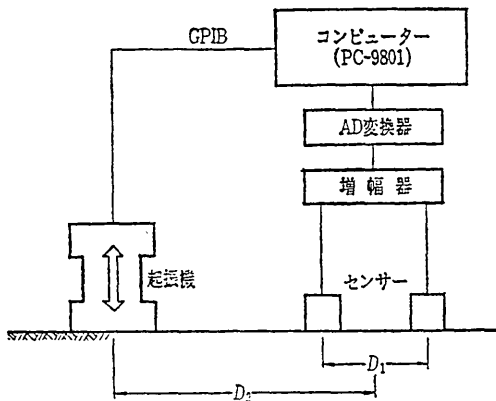 GPIB
コンピューター
(PC-9801)
AD変換器
増幅器
起振機
センサー
D₁
D₂